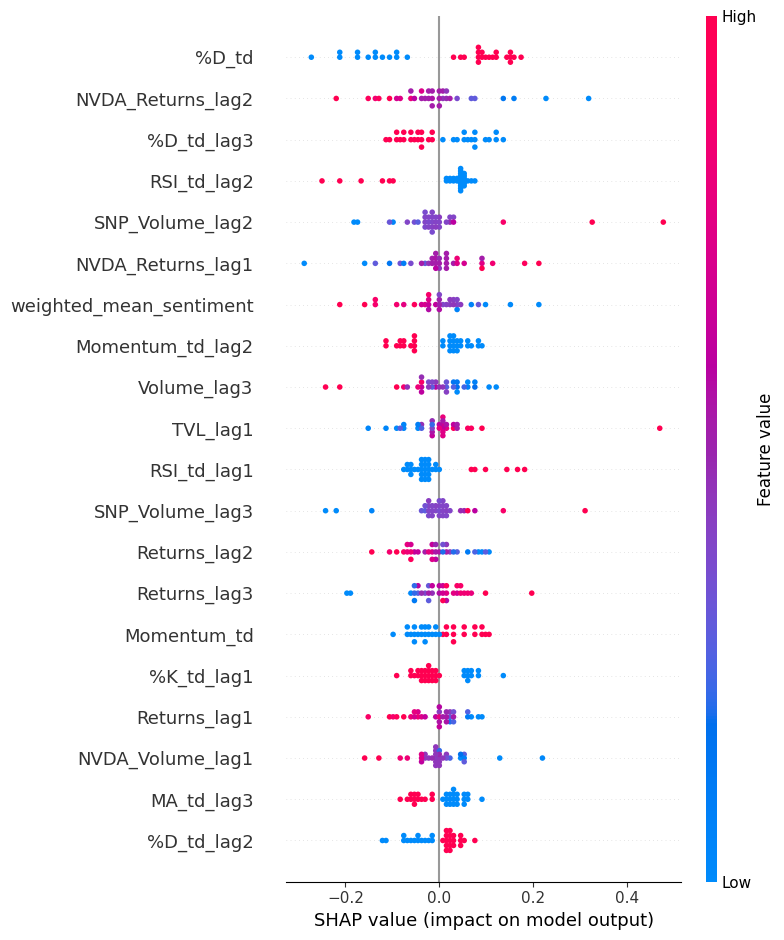 High
%D_td
NVDA_Returns_lag2
%D_td_lag3
RSI_td_lag2
SNP_Volume_lag2
NVDA_Returns_lag1
weighted_mean_sentiment
Momentum_td_lag2
Volume_lag3
TVL_lag1
RSI_td_lag1
SNP_Volume_lag3
Returns_lag2
Returns_lag3
Momentum_td
%K_td_lag1
Returns_lag1
NVDA_Volume_lag1
MA_td_lag3
%D_td_lag2
Feature value
Low
−0.2 0.0 0.2 0.4
SHAP value (impact on model output)